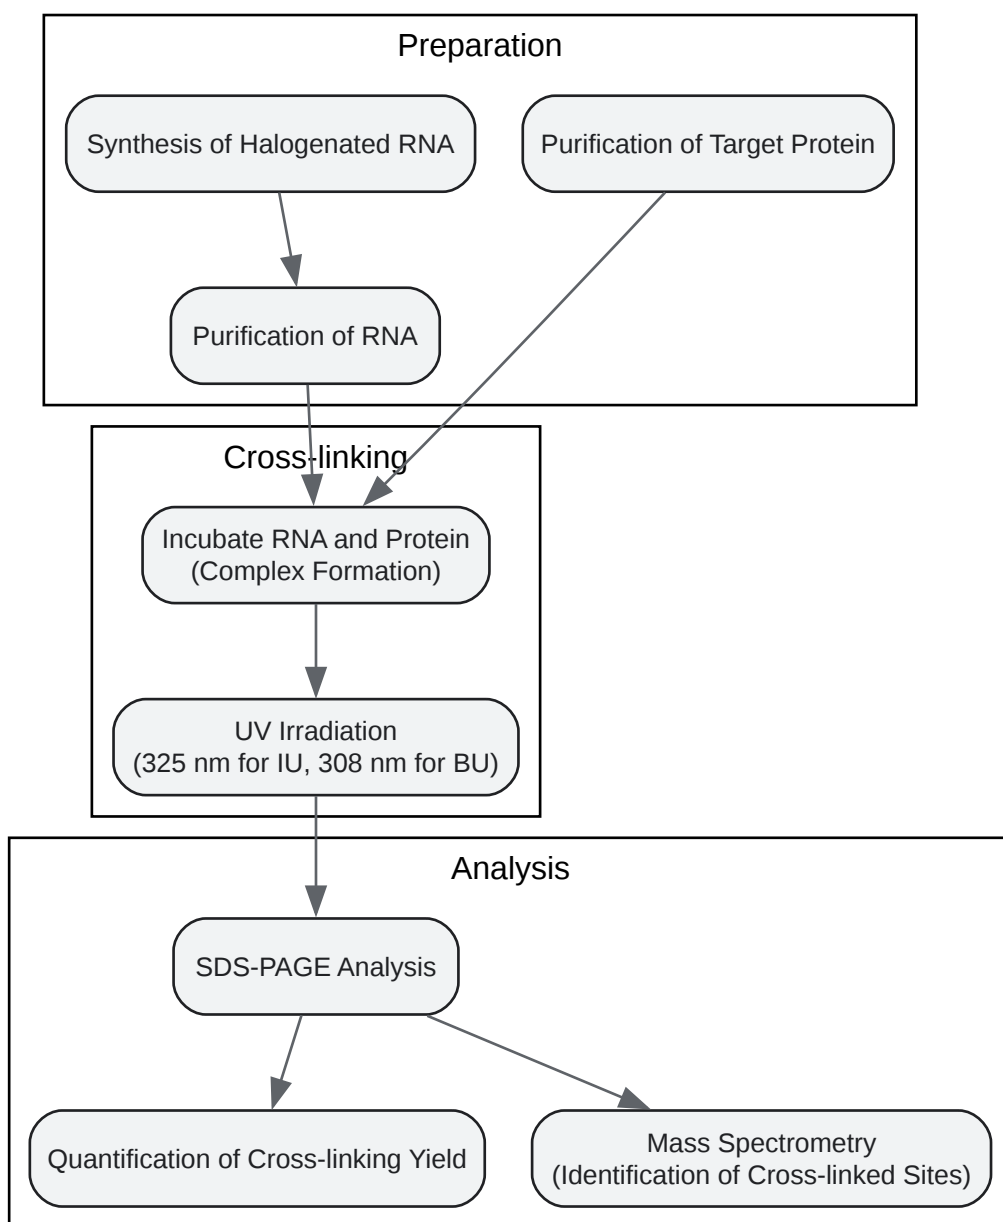 Preparation
Synthesis of Halogenated RNA
Purification of Target Protein
Purification of RNA
Cross-linking
Incubate RNA and Protein
(Complex Formation)
UV Irradiation
(325 nm for IU, 308 nm for BU)
Analysis
SDS-PAGE Analysis
Quantification of Cross-linking Yield
Mass Spectrometry
(Identification of Cross-linked Sites)